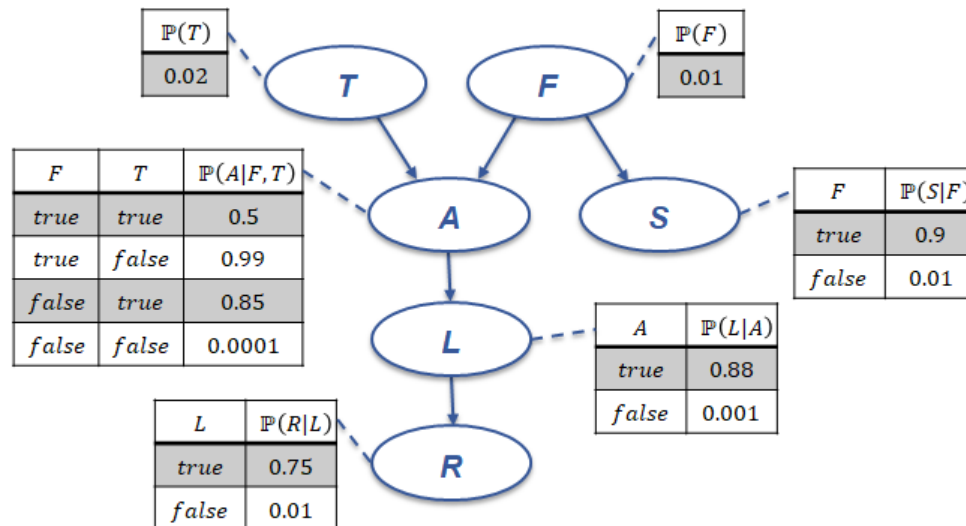 ℙ(T)
0.02
T
F
ℙ(F)
0.01
F T ℙ(A|F,T)
true true 0.5
true false 0.99
false true 0.85
false false 0.0001
A
S
F ℙ(S|F)
true 0.9
false 0.01
L
A ℙ(L|A)
true 0.88
false 0.001
L ℙ(R|L)
true 0.75
false 0.01
R